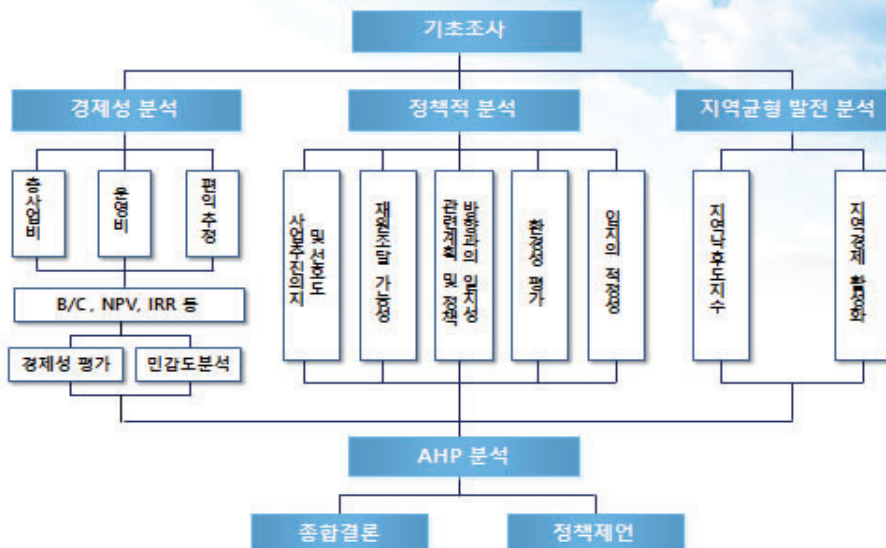 기초조사
경제성 분석
정책적 분석
지역균형 발전 분석
총사업비
운영비
편익추정
사업추진의지
및 선호도
재원조달 가능성
관련계획 및 정책
방향과의 일치성
환경성 평가
입지의 적정성
지역낙후도지수
지역경제 활성화
B/C, NPV, IRR 등
경제성 평가
민감도분석
AHP 분석
종합결론
정책제언